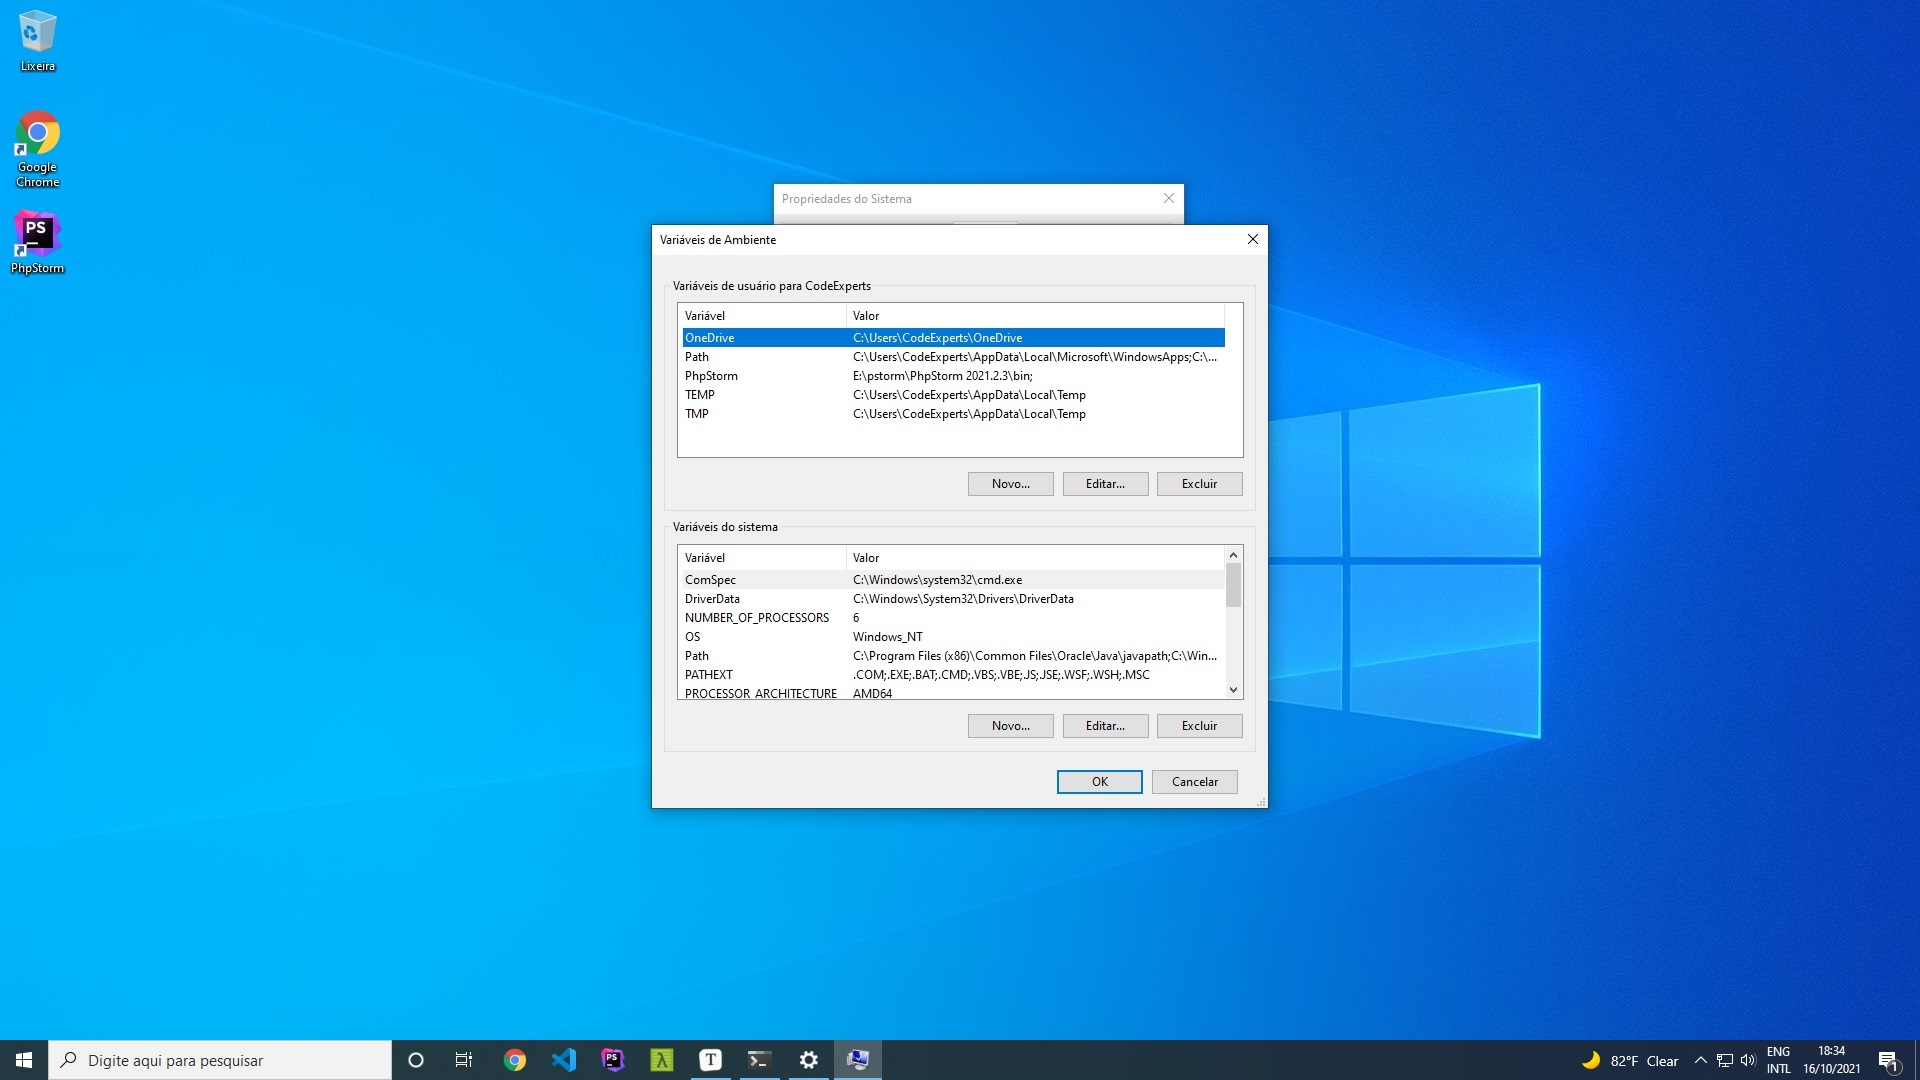 Lixeira
Google
Chrome
PS
PhpStorm
Propriedades do Sistema
Variáveis de Ambiente
Variáveis de usuário para CodeExperts
Variável Valor
OneDrive C:\Users\CodeExperts\OneDrive
Path C:\Users\CodeExperts\AppData\Local\Microsoft\WindowsApps;C:\...
PhpStorm E:\pstorm\PhpStorm 2021.2.3\bin;
TEMP C:\Users\CodeExperts\AppData\Local\Temp
TMP C:\Users\CodeExperts\AppData\Local\Temp
Novo... Editar... Excluir
Variáveis do sistema
Variável Valor
ComSpec C:\Windows\system32\cmd.exe
DriverData C:\Windows\System32\Drivers\DriverData
NUMBER_OF_PROCESSORS 6
OS Windows_NT
Path C:\Program Files (x86)\Common Files\Oracle\Java\javapath;C:\Win...
PATHEXT .COM;.EXE;.BAT;.CMD;.VBS;.VBE;.JS;.JSE;.WSF;.WSH;.MSC
PROCESSOR_ARCHITECTURE AMD64
Novo... Editar... Excluir
OK Cancelar
Digite aqui para pesquisar
PS
λ
T
82°F Clear
ENG
INTL
18:34
16/10/2021
1